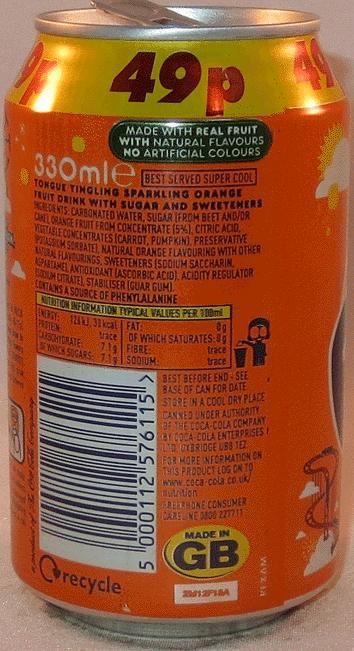 49p
MADE WITH REAL FRUIT
WITH NATURAL FLAVOURS
NO ARTIFICIAL COLOURS
330ml e
BEST SERVED SUPER COOL
TONGUE TINGLING SPARKLING ORANGE
FRUIT DRINK WITH SUGAR AND SWEETENERS
INGREDIENTS: CARBONATED WATER, SUGAR (FROM BEET AND/OR
CANE), ORANGE FRUIT FROM CONCENTRATE (5%), CITRIC ACID,
VEGETABLE CONCENTRATES (CARROT, PUMPKIN), PRESERVATIVE
(POTASSIUM SORBATE), NATURAL ORANGE FLAVOURING WITH OTHER
NATURAL FLAVOURINGS, SWEETENERS (SODIUM SACCHARIN,
ASPARTAME), ANTIOXIDANT (ASCORBIC ACID), ACIDITY REGULATOR
(SODIUM CITRATE), STABILISER (GUAR GUM).
CONTAINS A SOURCE OF PHENYLALANINE
NUTRITION INFORMATION TYPICAL VALUES PER 100ml
ENERGY: 126kJ, 30kcal FAT: 0g
PROTEIN: trace OF WHICH SATURATES: 0g
CARBOHYDRATE: 7.1g FIBRE: trace
OF WHICH SUGARS: 7.1g SODIUM: trace
BEST BEFORE END - SEE
BASE OF CAN FOR DATE
STORE IN A COOL DRY PLACE
CANNED UNDER AUTHORITY
OF THE COCA-COLA COMPANY
BY COCA-COLA ENTERPRISES
LTD, UXBRIDGE UB8 1EZ.
FOR MORE INFORMATION ON
THIS PRODUCT LOG ON TO
www.coca-cola.co.uk/
nutrition
FREEPHONE CONSUMER
CARELINE 0800 227711
5 000112 576115 >
MADE IN
GB
recycle
REXAM